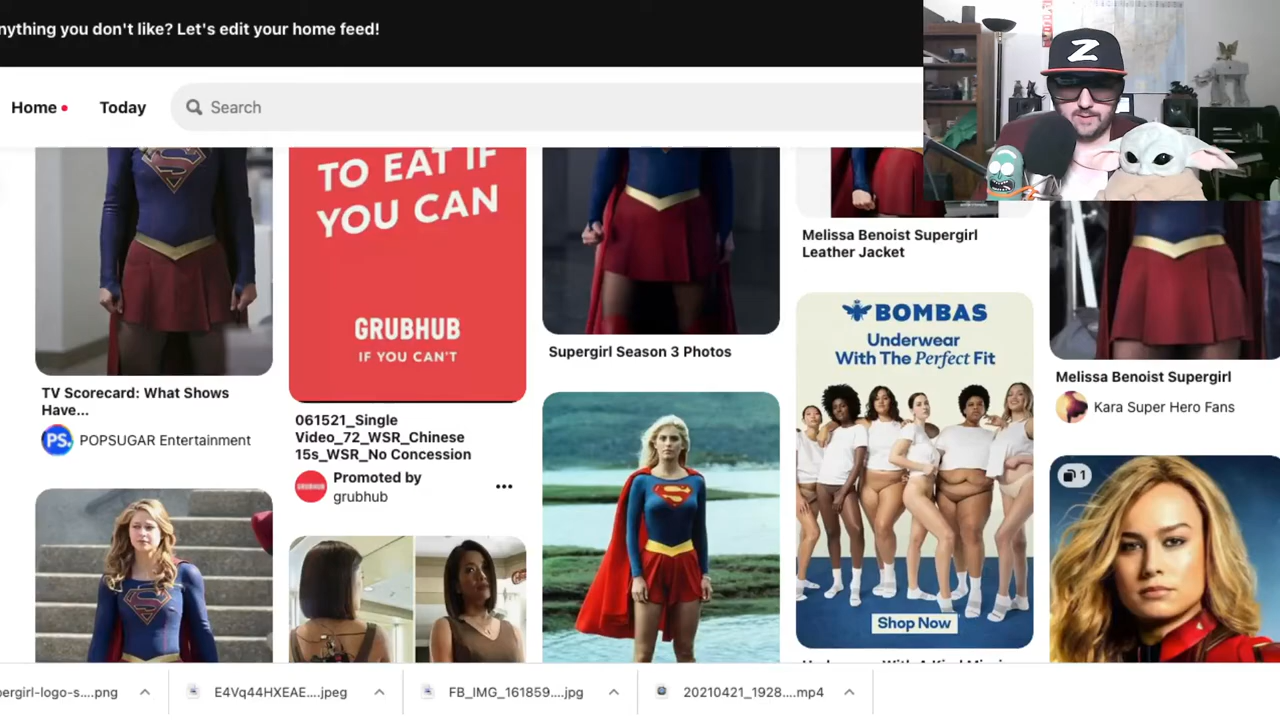 nything you don't like? Let's edit your home feed!
Home
Today
Search
TO EAT IF
YOU CAN
GRUBHUB
IF YOU CAN'T
TV Scorecard: What Shows
Have...
PS.
POPSUGAR Entertainment
061521_Single
Video_72_WSR_Chinese
15s_WSR_No Concession
Promoted by
grubhub
Supergirl Season 3 Photos
Melissa Benoist Supergirl
Leather Jacket
BOMBAS
Underwear
With The Perfect Fit
Shop Now
Melissa Benoist Supergirl
Kara Super Hero Fans
1
Z
pergirl-logo-s....png
E4Vq44HXEAE....jpeg
FB_IMG_161859....jpg
20210421_1928....mp4